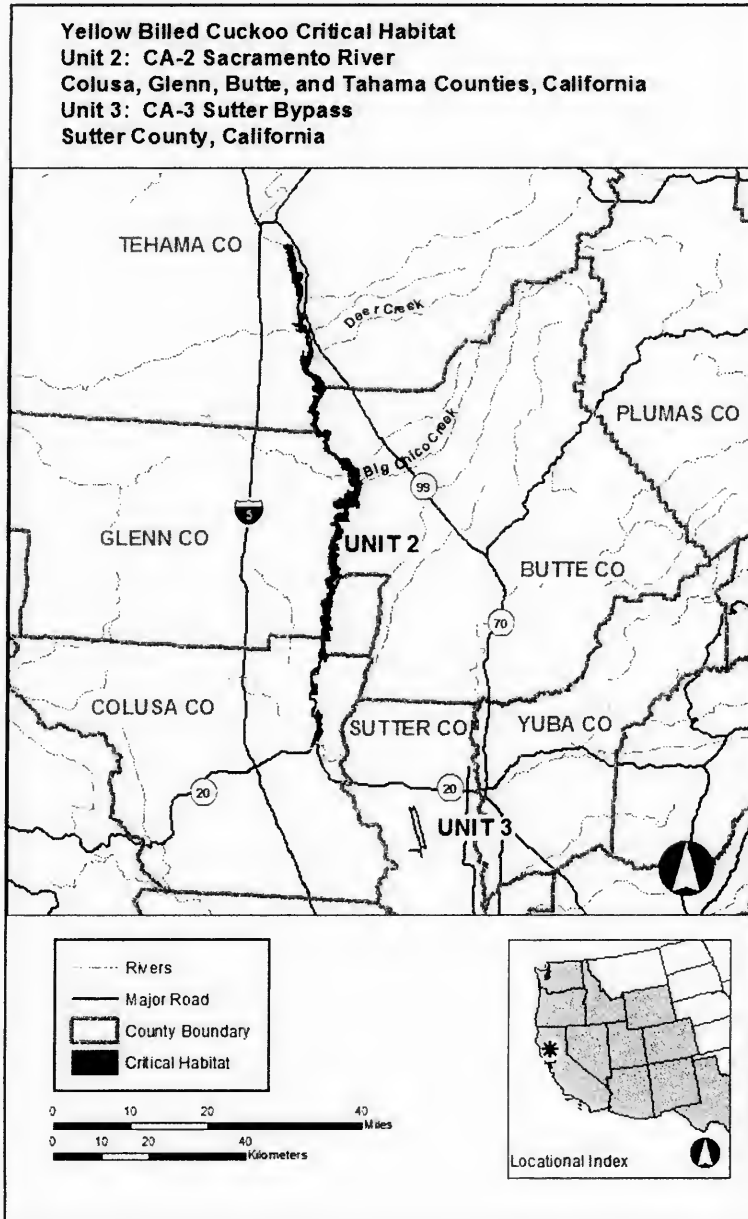 Yellow Billed Cuckoo Critical Habitat
Unit 2: CA-2 Sacramento River
Colusa, Glenn, Butte, and Tahama Counties, California
Unit 3: CA-3 Sutter Bypass
Sutter County, California
TEHAMA CO
Deer Creek
PLUMAS CO
Big Chico Creek
99
5
GLENN CO
UNIT 2
BUTTE CO
70
COLUSA CO
SUTTER CO
YUBA CO
20
20
UNIT 3
Rivers
Major Road
County Boundary
Critical Habitat
0 10 20 40
Miles
0 10 20 40
Kilometers
Locational Index